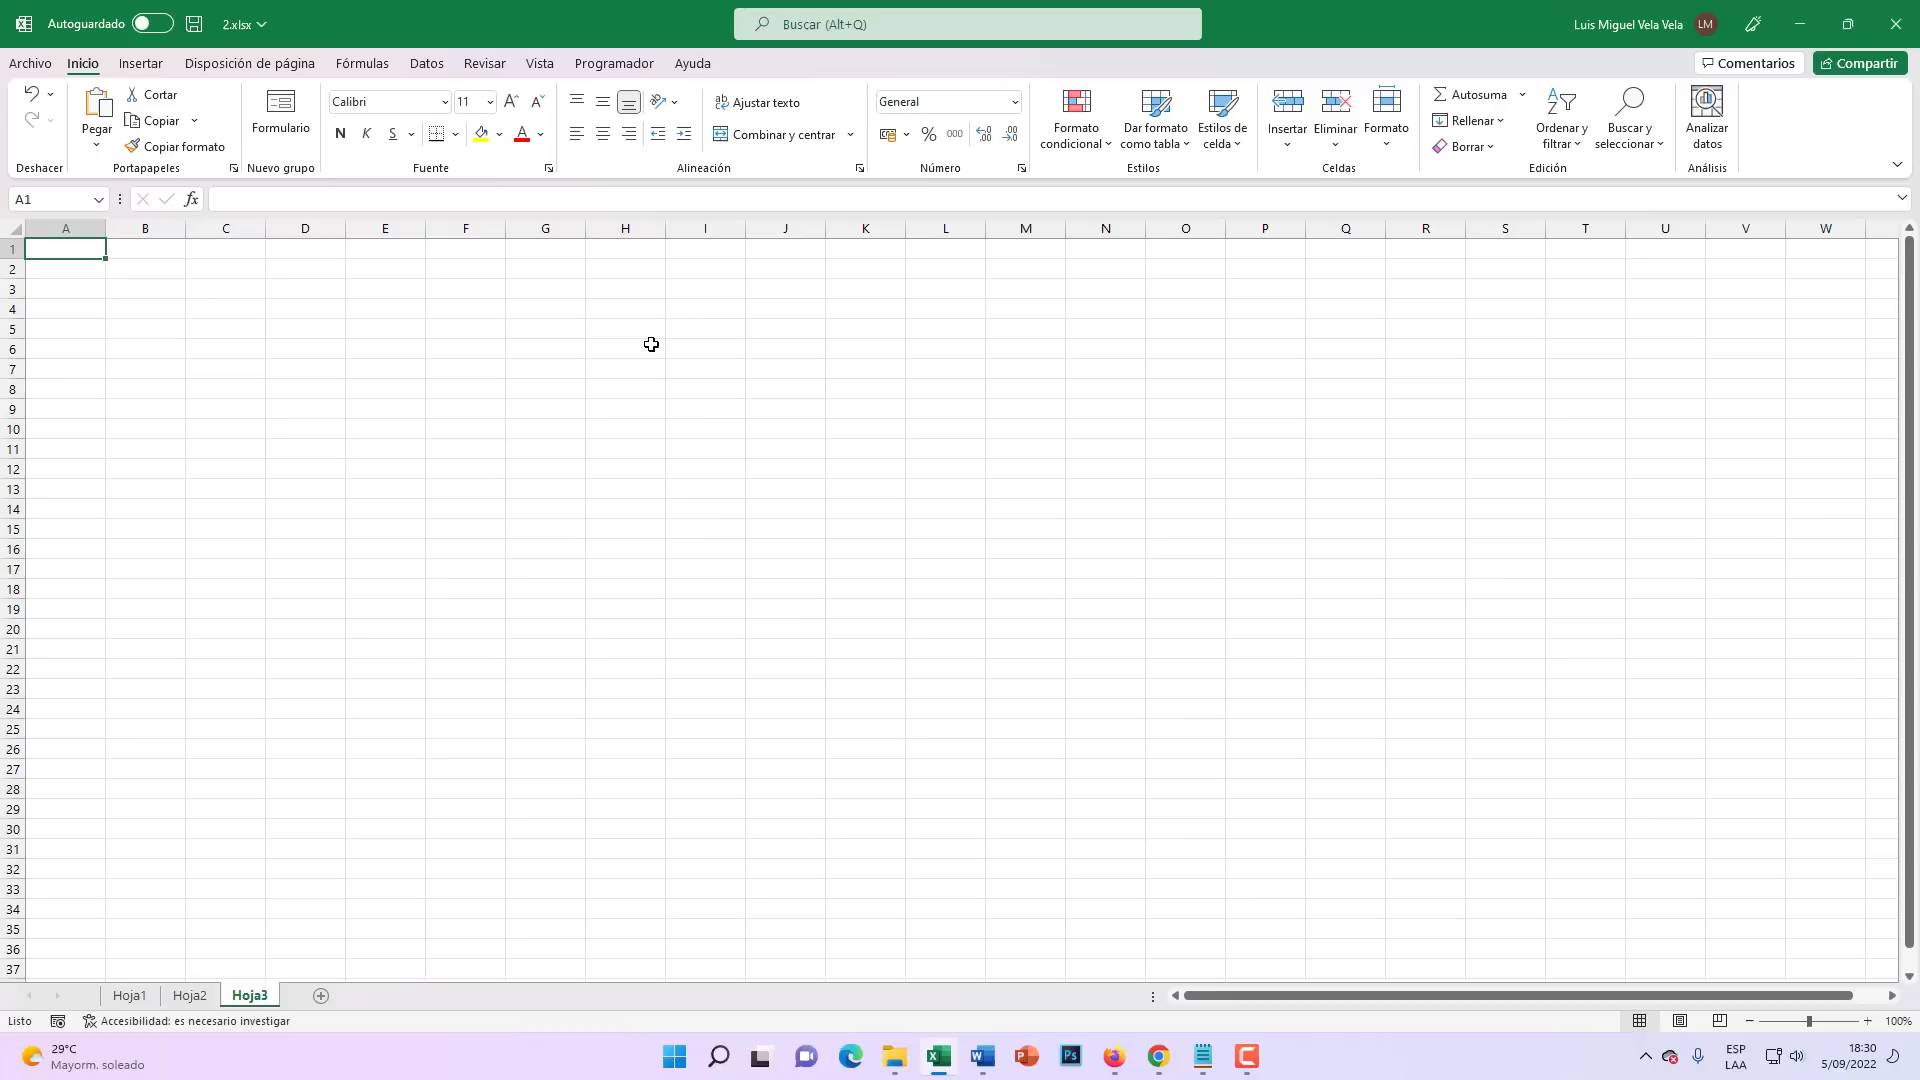 Autoguardado 2.xlsx Buscar (Alt+Q) Luis Miguel Vela Vela LM
Archivo Inicio Insertar Disposición de página Fórmulas Datos Revisar Vista Programador Ayuda Comentarios Compartir
Pegar
Cortar
Copiar
Copiar formato
Formulario
Calibri 11
N K S A
ab Ajustar texto
Combinar y centrar
General
% 000
Formato
condicional
Dar formato
como tabla
Estilos de
celda
Insertar
Eliminar
Formato
Autosuma
Rellenar
Borrar
Ordenar y
filtrar
Buscar y
seleccionar
Analizar
datos
Deshacer Portapapeles Nuevo grupo Fuente Alineación Número Estilos Celdas Edición Análisis
A1 fx
A B C D E F G H I J K L M N O P Q R S T U V W
1
2
3
4
5
6
7
8
9
10
11
12
13
14
15
16
17
18
19
20
21
22
23
24
25
26
27
28
29
30
31
32
33
34
35
36
37
Hoja1 Hoja2 Hoja3
Listo Accesibilidad: es necesario investigar 100%
29°C
Mayorm. soleado
ESP
LAA
18:30
5/09/2022